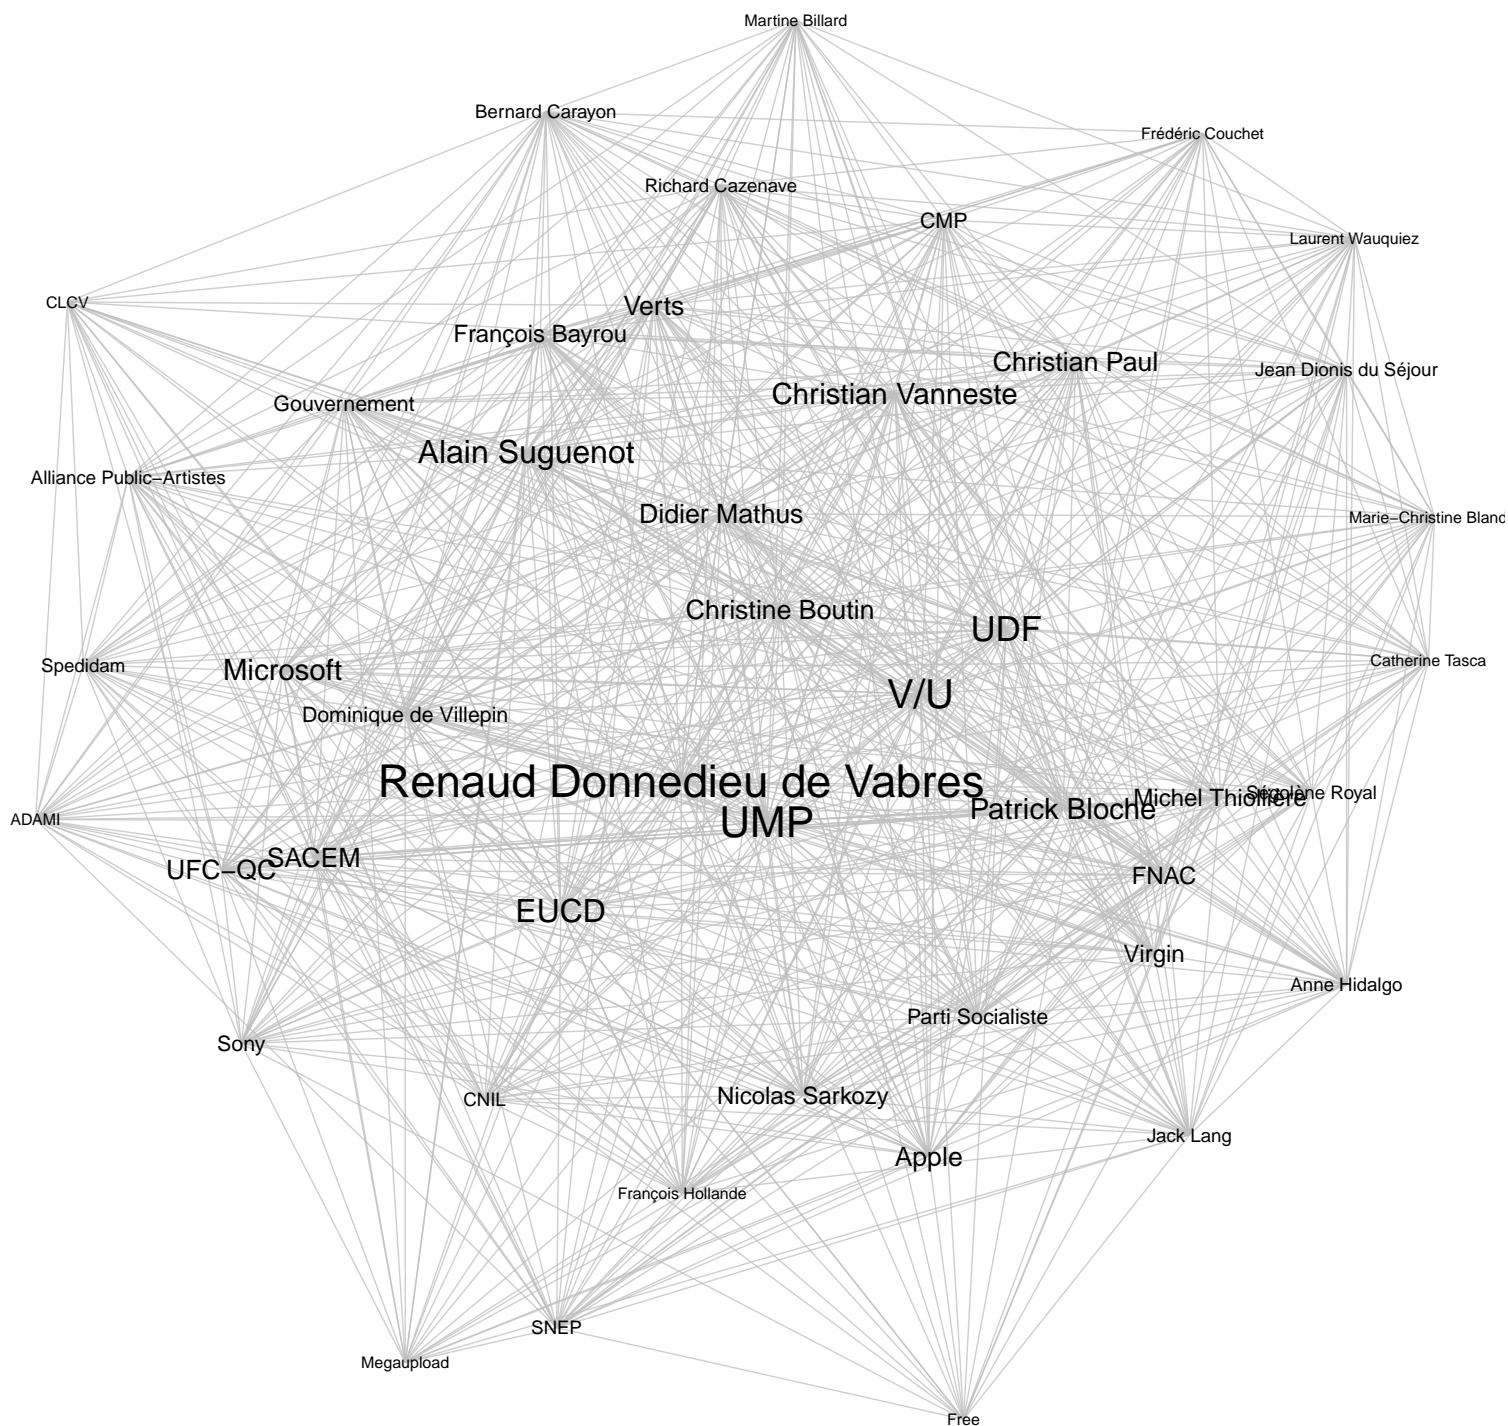 Martine Billard
Bernard Carayon
Frédéric Couchet
Richard Cazenave
CMP
Laurent Wauquiez
CLCV
Verts
François Bayrou
Christian Paul
Jean Dionis du Séjour
Christian Vanneste
Gouvernement
Alain Suguenot
Alliance Public−Artistes
Didier Mathus
Marie−Christine Bland
Christine Boutin
UDF
Catherine Tasca
Spedidam
Microsoft
V/U
Dominique de Villepin
Renaud Donnedieu de Vabres
Ségolène Royal
Michel Thiollière
Patrick Bloche
ADAMI
UMP
SACEM
UFC−QC
FNAC
EUCD
Virgin
Anne Hidalgo
Parti Socialiste
Sony
Nicolas Sarkozy
CNIL
Jack Lang
Apple
François Hollande
SNEP
Megaupload
Free